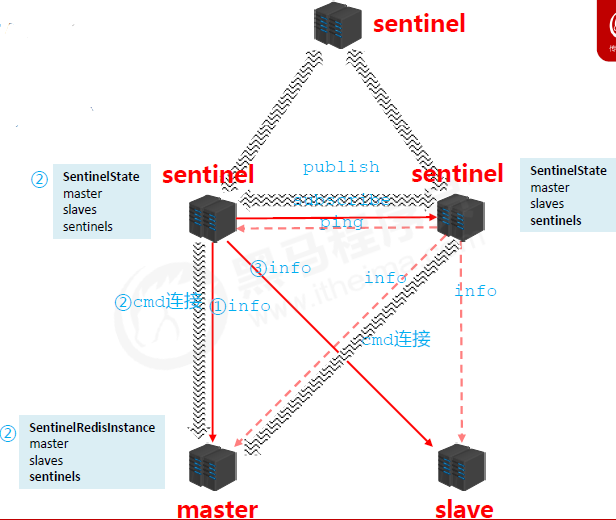 sentinel
传
publish
② SentinelState
master
slaves
sentinels
sentinel
sentinel
SentinelState
master
slaves
sentinels
subscribe
ping
③info
info
info
②cmd连接
①info
cmd连接
② SentinelRedisInstance
master
slaves
sentinels
master
slave